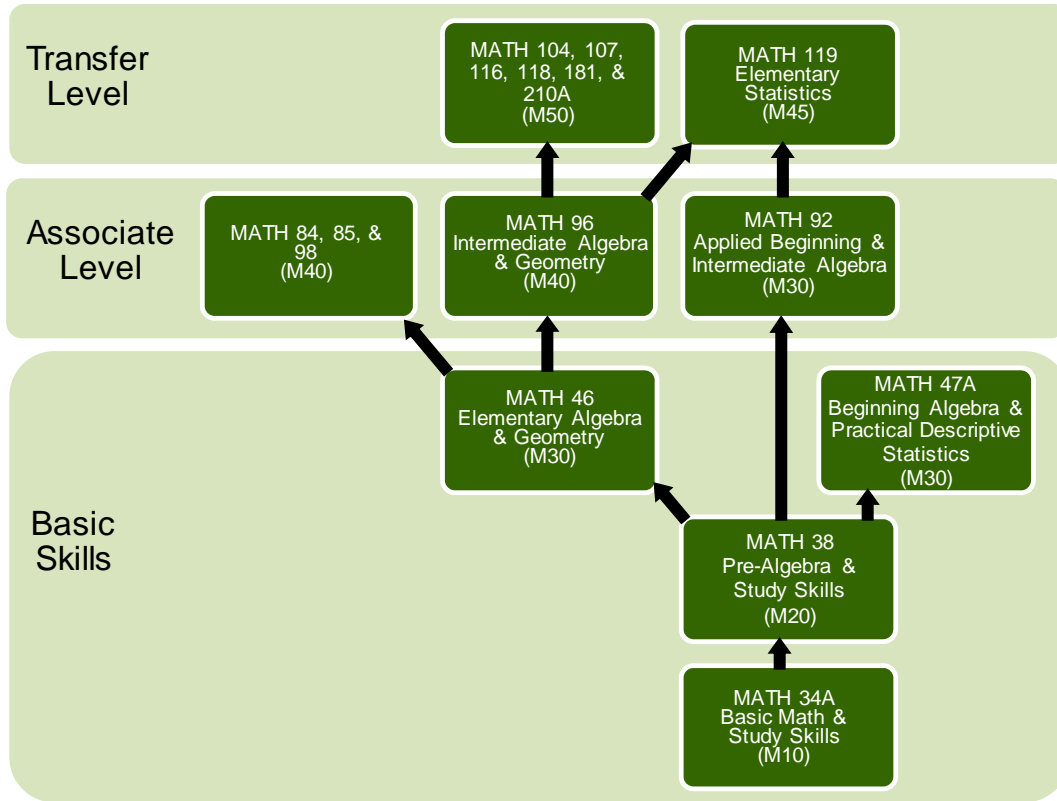 Transfer
Level
MATH 104, 107,
116, 118, 181, &
210A
(M50)
MATH 119
Elementary
Statistics
(M45)
Associate
Level
MATH 84, 85, &
98
(M40)
MATH 96
Intermediate Algebra
& Geometry
(M40)
MATH 92
Applied Beginning &
Intermediate Algebra
(M30)
Basic
Skills
MATH 46
Elementary Algebra
& Geometry
(M30)
MATH 47A
Beginning Algebra &
Practical Descriptive
Statistics
(M30)
MATH 38
Pre-Algebra &
Study Skills
(M20)
MATH 34A
Basic Math &
Study Skills
(M10)